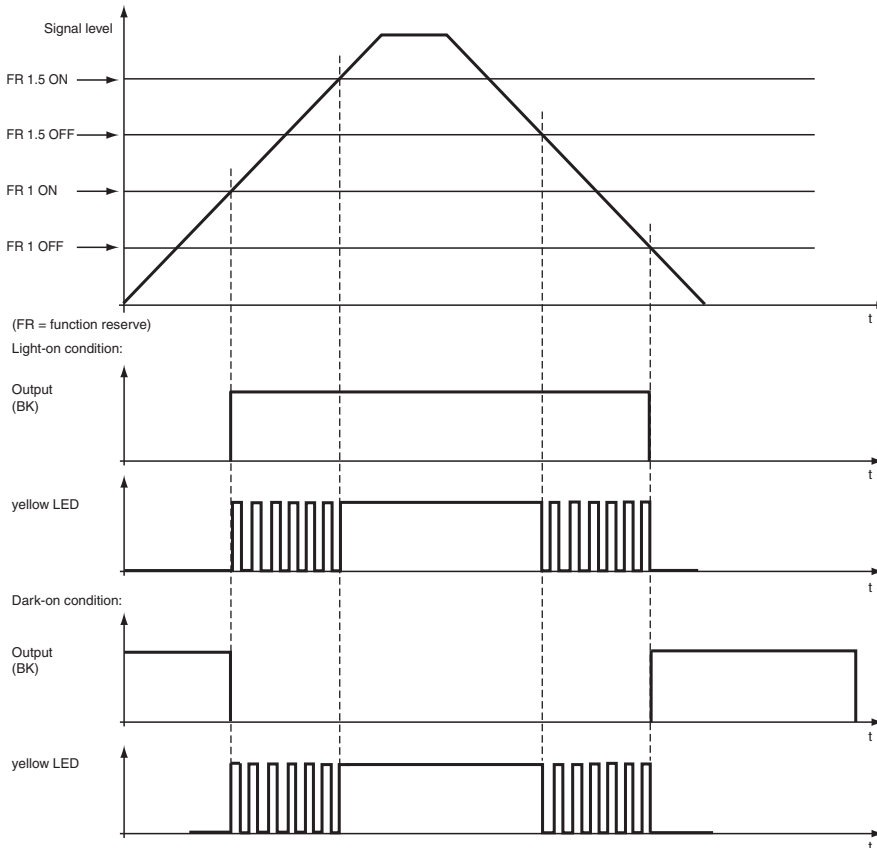 Signal level
FR 1.5 ON
FR 1.5 OFF
FR 1 ON
FR 1 OFF
t
(FR = function reserve)
Light-on condition:
Output
(BK)
t
yellow LED
t
Dark-on condition:
Output
(BK)
t
yellow LED
t